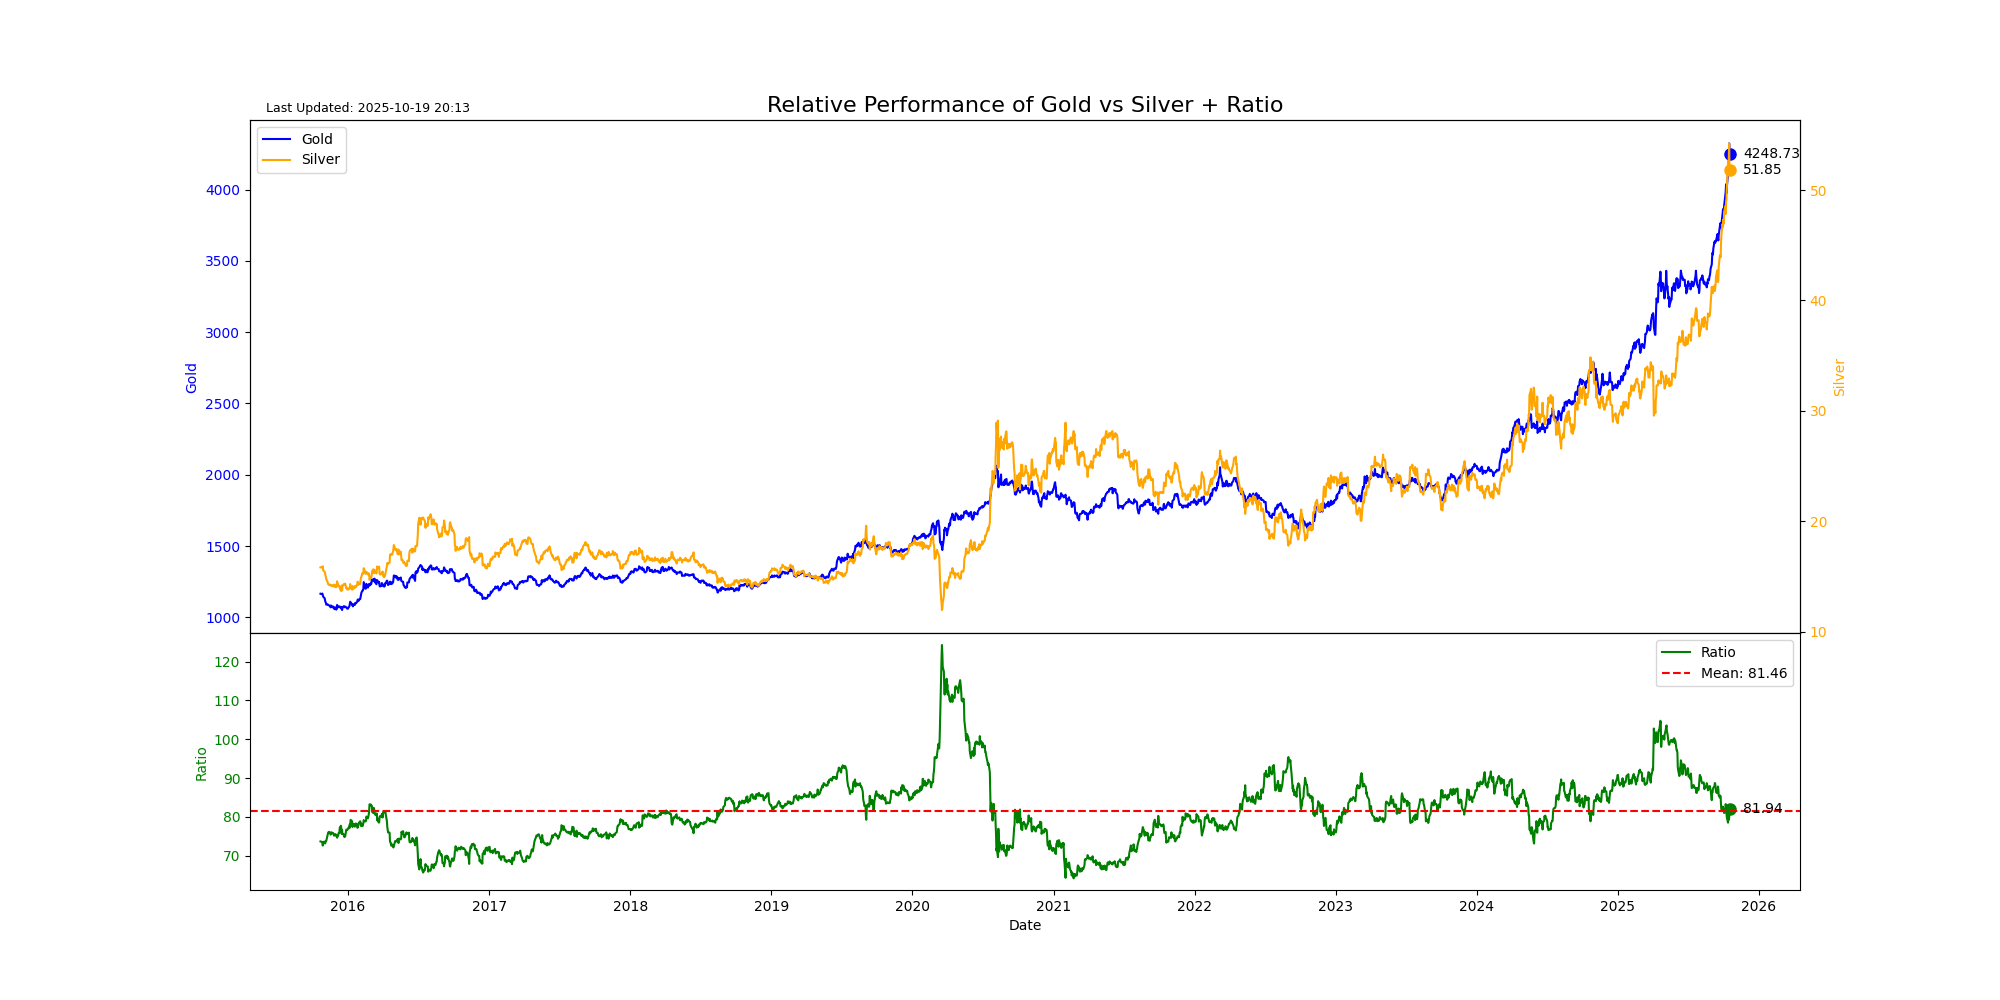 Last Updated: 2025-10-19 20:13
Relative Performance of Gold vs Silver + Ratio
Gold
Silver
4248.73
51.85
4000
3500
3000
2500
2000
1500
1000
Gold
50
40
30
20
10
Silver
Ratio
Mean: 81.46
120
110
100
90
80
70
Ratio
81.94
2016 2017 2018 2019 2020 2021 2022 2023 2024 2025 2026
Date